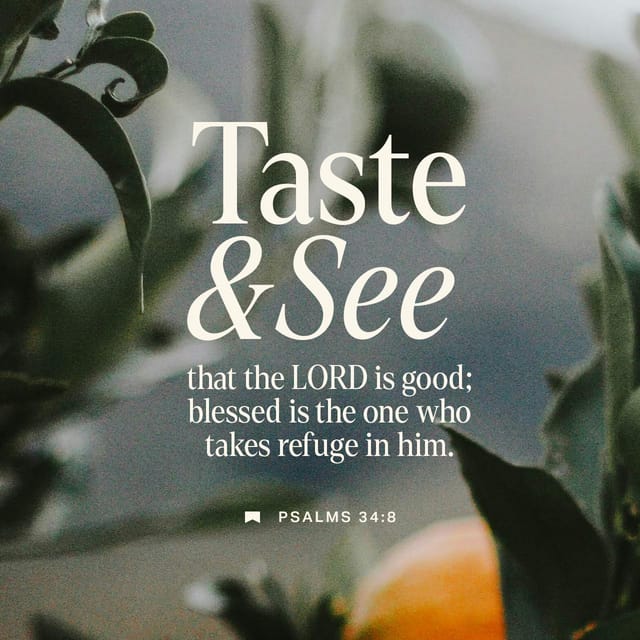 Taste
& See
that the LORD is good;
blessed is the one who
takes refuge in him.
PSALMS 34:8